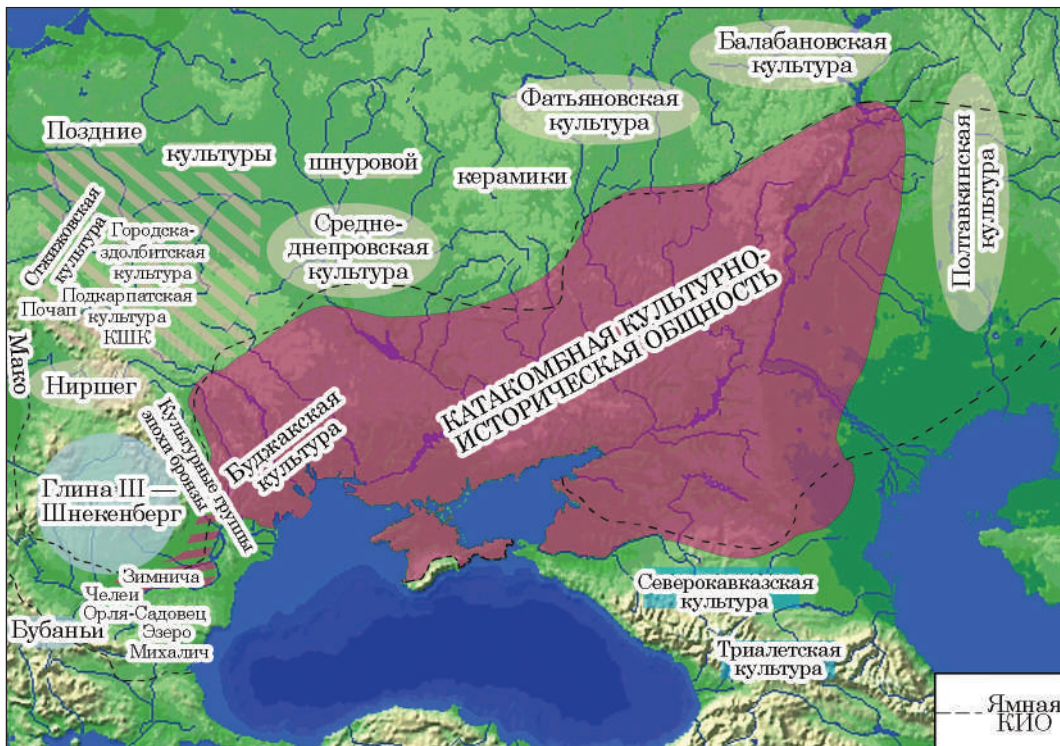 Балабановская
культура
Фатьяновская
культура
Полтавкинская
культура
Поздние
культуры
шнуровой
керамики
Средне-
днепровская
культура
Стжижовская
культура
Городска-
здолбитская
культура
Почап
Подкарпатская
культура
КШК
Мако
Ниршег
КАТАКОМБНАЯ КУЛЬТУРНО-
ИСТОРИЧЕСКАЯ ОБЩНОСТЬ
Культурные группы
эпохи бронзы
Буджакская
культура
Глина III —
Шнекенберг
Зимнича
Челеи
Орля-Садовец
Бубаньи
Эзеро
Михалич
Северокавказская
культура
Триалетская
культура
Ямная
КИО